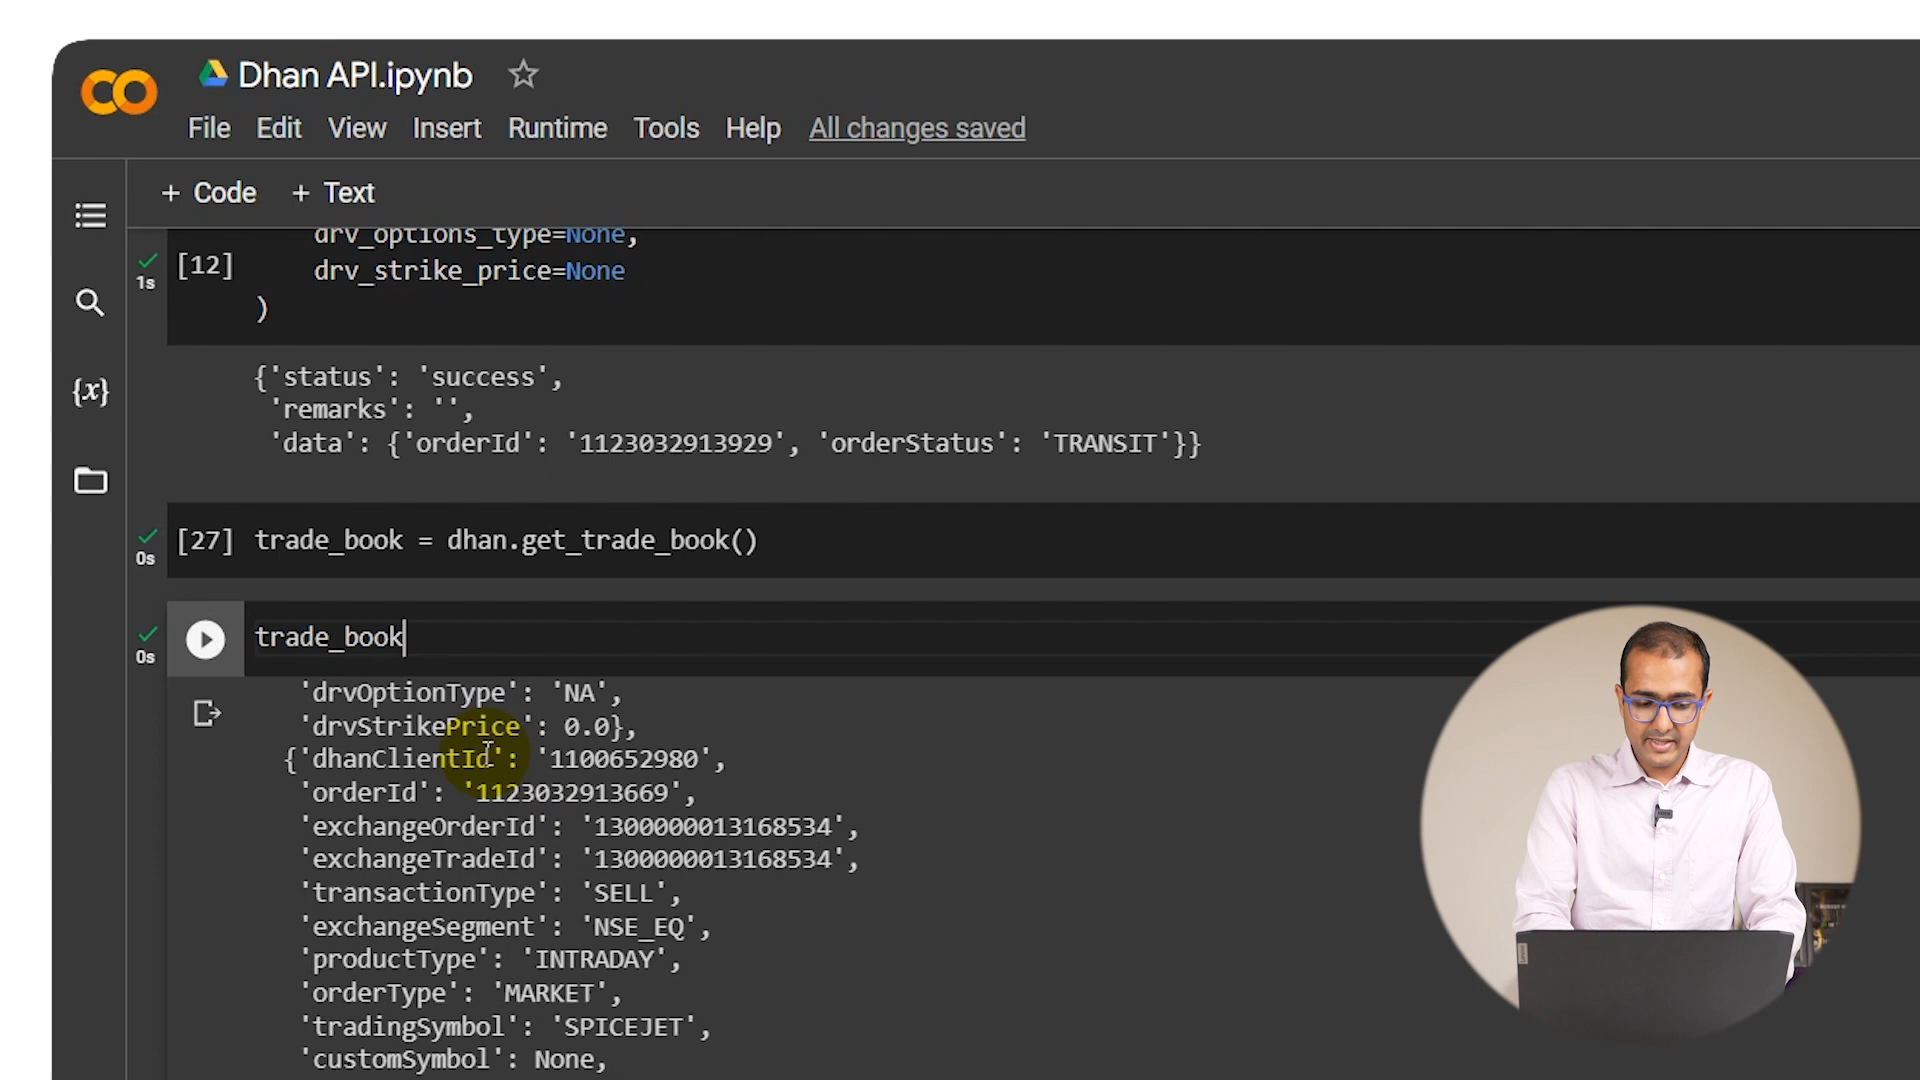 Dhan API.ipynb
File Edit View Insert Runtime Tools Help All changes saved
+ Code + Text
drv_options_type=None,
[12] drv_strike_price=None
1s
)
{'status': 'success',
'remarks': '',
'data': {'orderId': '1123032913929', 'orderStatus': 'TRANSIT'}}
[27] trade_book = dhan.get_trade_book()
0s
trade_book
0s
'drvOptionType': 'NA',
'drvStrikePrice': 0.0},
{'dhanClientId': '1100652980',
'orderId': '1123032913669',
'exchangeOrderId': '1300000013168534',
'exchangeTradeId': '1300000013168534',
'transactionType': 'SELL',
'exchangeSegment': 'NSE_EQ',
'productType': 'INTRADAY',
'orderType': 'MARKET',
'tradingSymbol': 'SPICEJET',
'customSymbol': None,
{x}